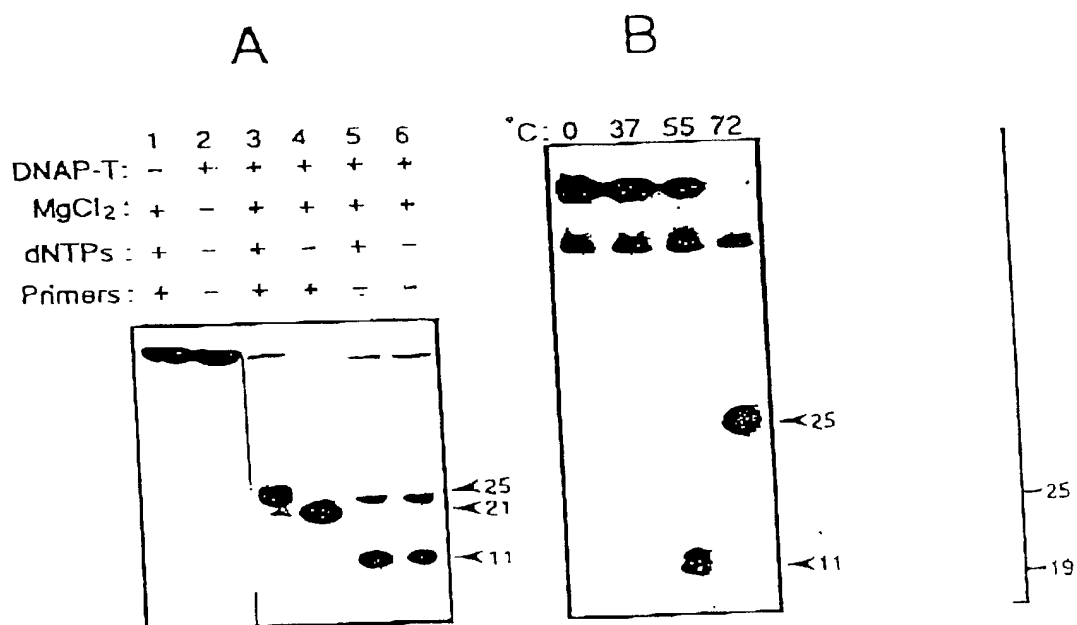 A
B
1 2 3 4 5 6
DNAP-T: - + + + + +
MgCl₂: + - + + + +
dNTPs : + - + - + -
Primers: + - + + - -
25
21
11
°C: 0 37 55 72
25
11
25
19